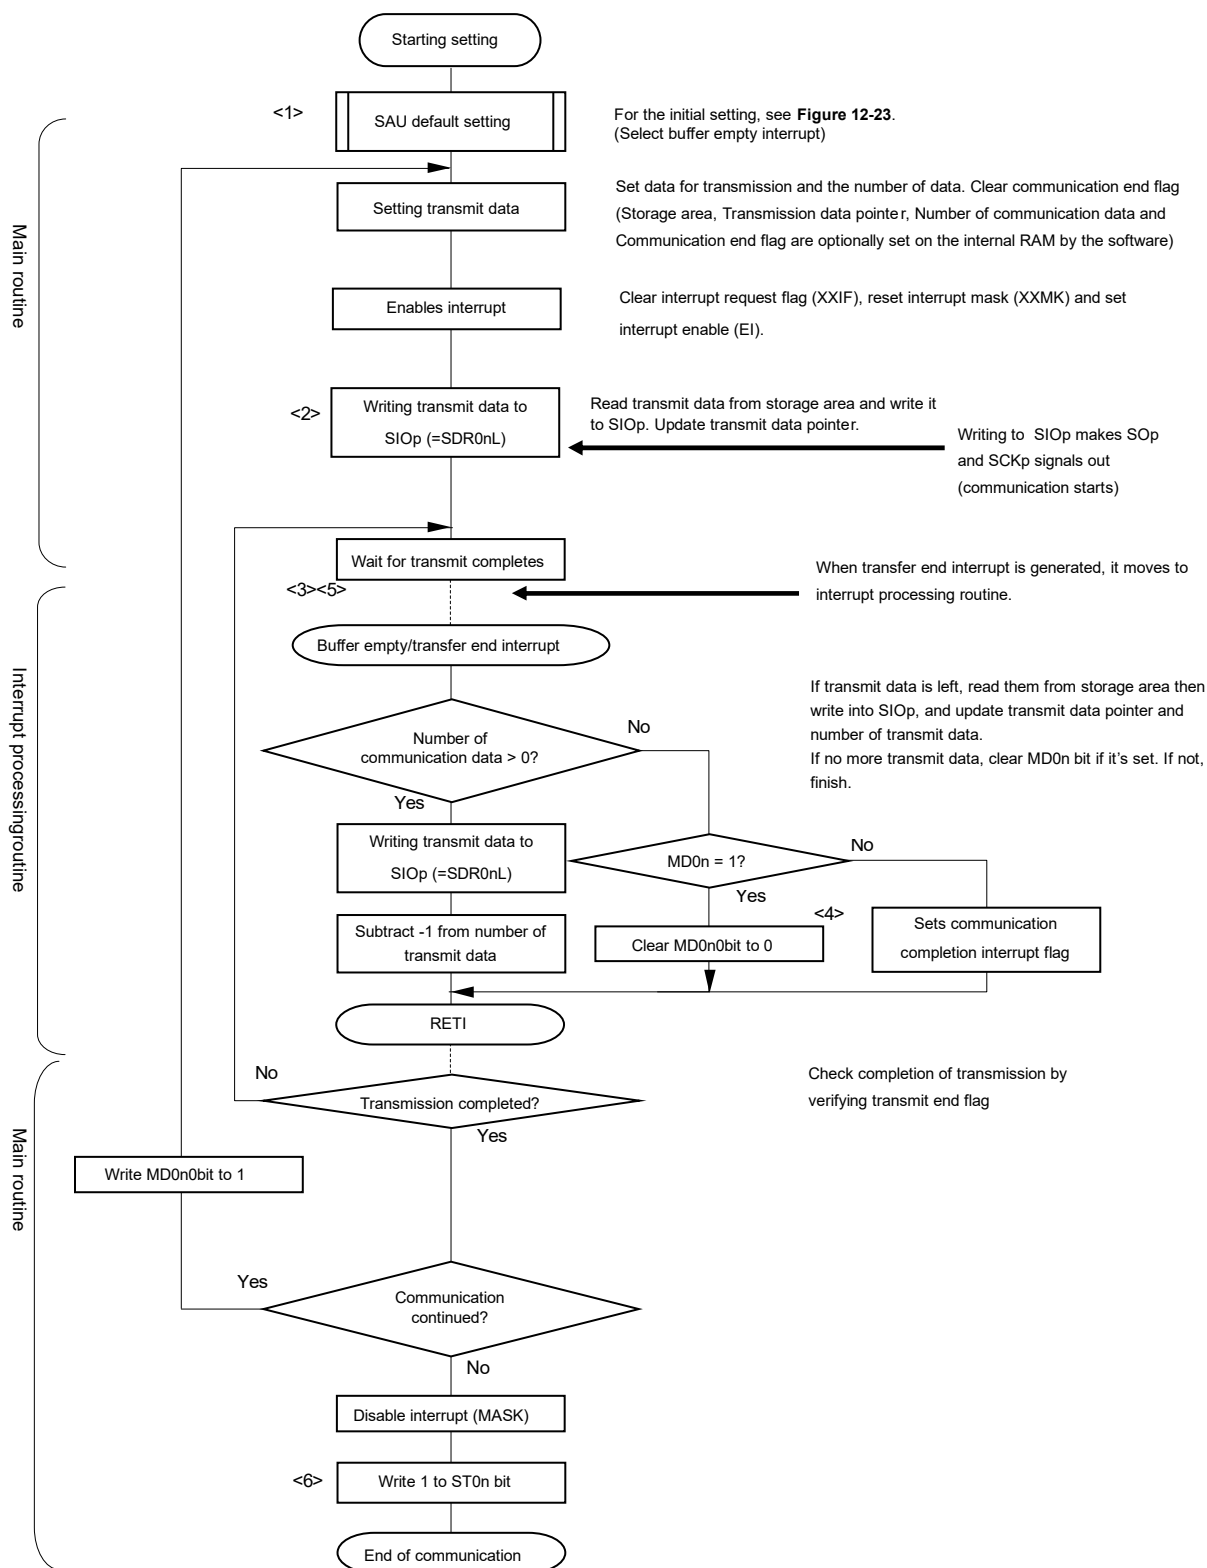 Starting setting
<1>
SAU default setting
For the initial setting, see Figure 12-23.
(Select buffer empty interrupt)
Setting transmit data
Set data for transmission and the number of data. Clear communication end flag
(Storage area, Transmission data pointer, Number of communication data and
Communication end flag are optionally set on the internal RAM by the software)
Main routine
Enables interrupt
Clear interrupt request flag (XXIF), reset interrupt mask (XXMK) and set
interrupt enable (EI).
<2>
Writing transmit data to
SIOp (=SDR0nL)
Read transmit data from storage area and write it
to SIOp. Update transmit data pointer.
Writing to SIOp makes SOp
and SCKp signals out
(communication starts)
Wait for transmit completes
<3><5>
When transfer end interrupt is generated, it moves to
interrupt processing routine.
Buffer empty/transfer end interrupt
Interrupt processingroutine
Number of
communication data > 0?
No
Yes
If transmit data is left, read them from storage area then
write into SIOp, and update transmit data pointer and
number of transmit data.
If no more transmit data, clear MD0n bit if it's set. If not,
finish.
Writing transmit data to
SIOp (=SDR0nL)
MD0n = 1?
No
Yes
<4>
Subtract -1 from number of
transmit data
Clear MD0n0bit to 0
Sets communication
completion interrupt flag
RETI
No
Transmission completed?
Yes
Check completion of transmission by
verifying transmit end flag
Main routine
Write MD0n0bit to 1
Yes
Communication
continued?
No
Disable interrupt (MASK)
<6>
Write 1 to ST0n bit
End of communication